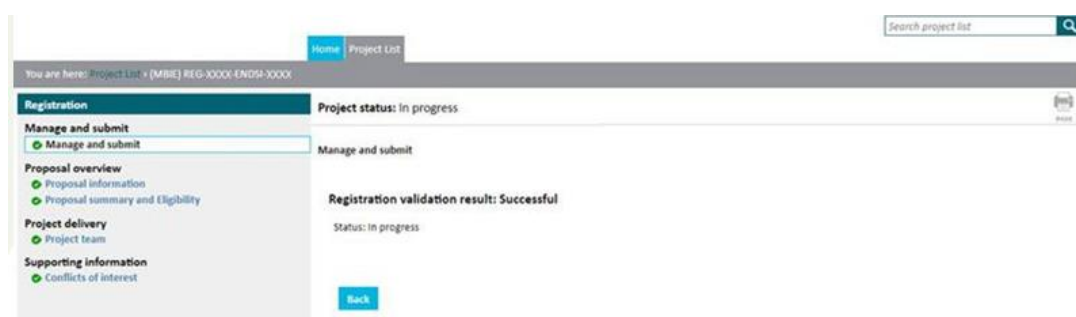 Search project list
Home Project List
You are here: Project List › (MBIE) REG-XXXX-ENDSI-XXXX
Registration
Manage and submit
Manage and submit
Proposal overview
Proposal information
Proposal summary and Eligibility
Project delivery
Project team
Supporting information
Conflicts of interest
Project status: In progress
PRINT
Manage and submit
Registration validation result: Successful
Status: In progress
Back